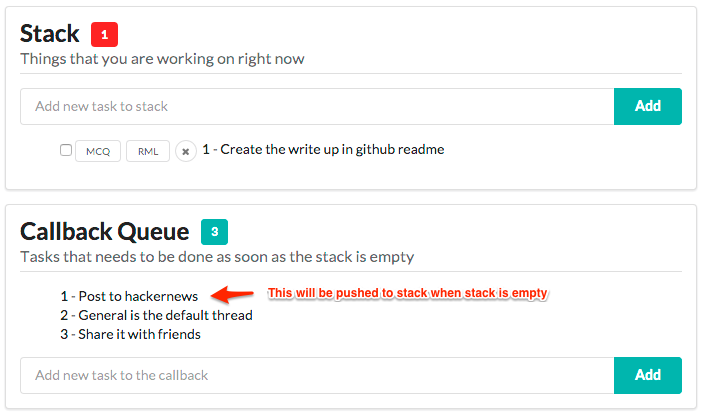 Stack 1
Things that you are working on right now
Add new task to stack Add
MCQ RML × 1 - Create the write up in github readme
Callback Queue 3
Tasks that needs to be done as soon as the stack is empty
1 - Post to hackernews This will be pushed to stack when stack is empty
2 - General is the default thread
3 - Share it with friends
Add new task to the callback Add